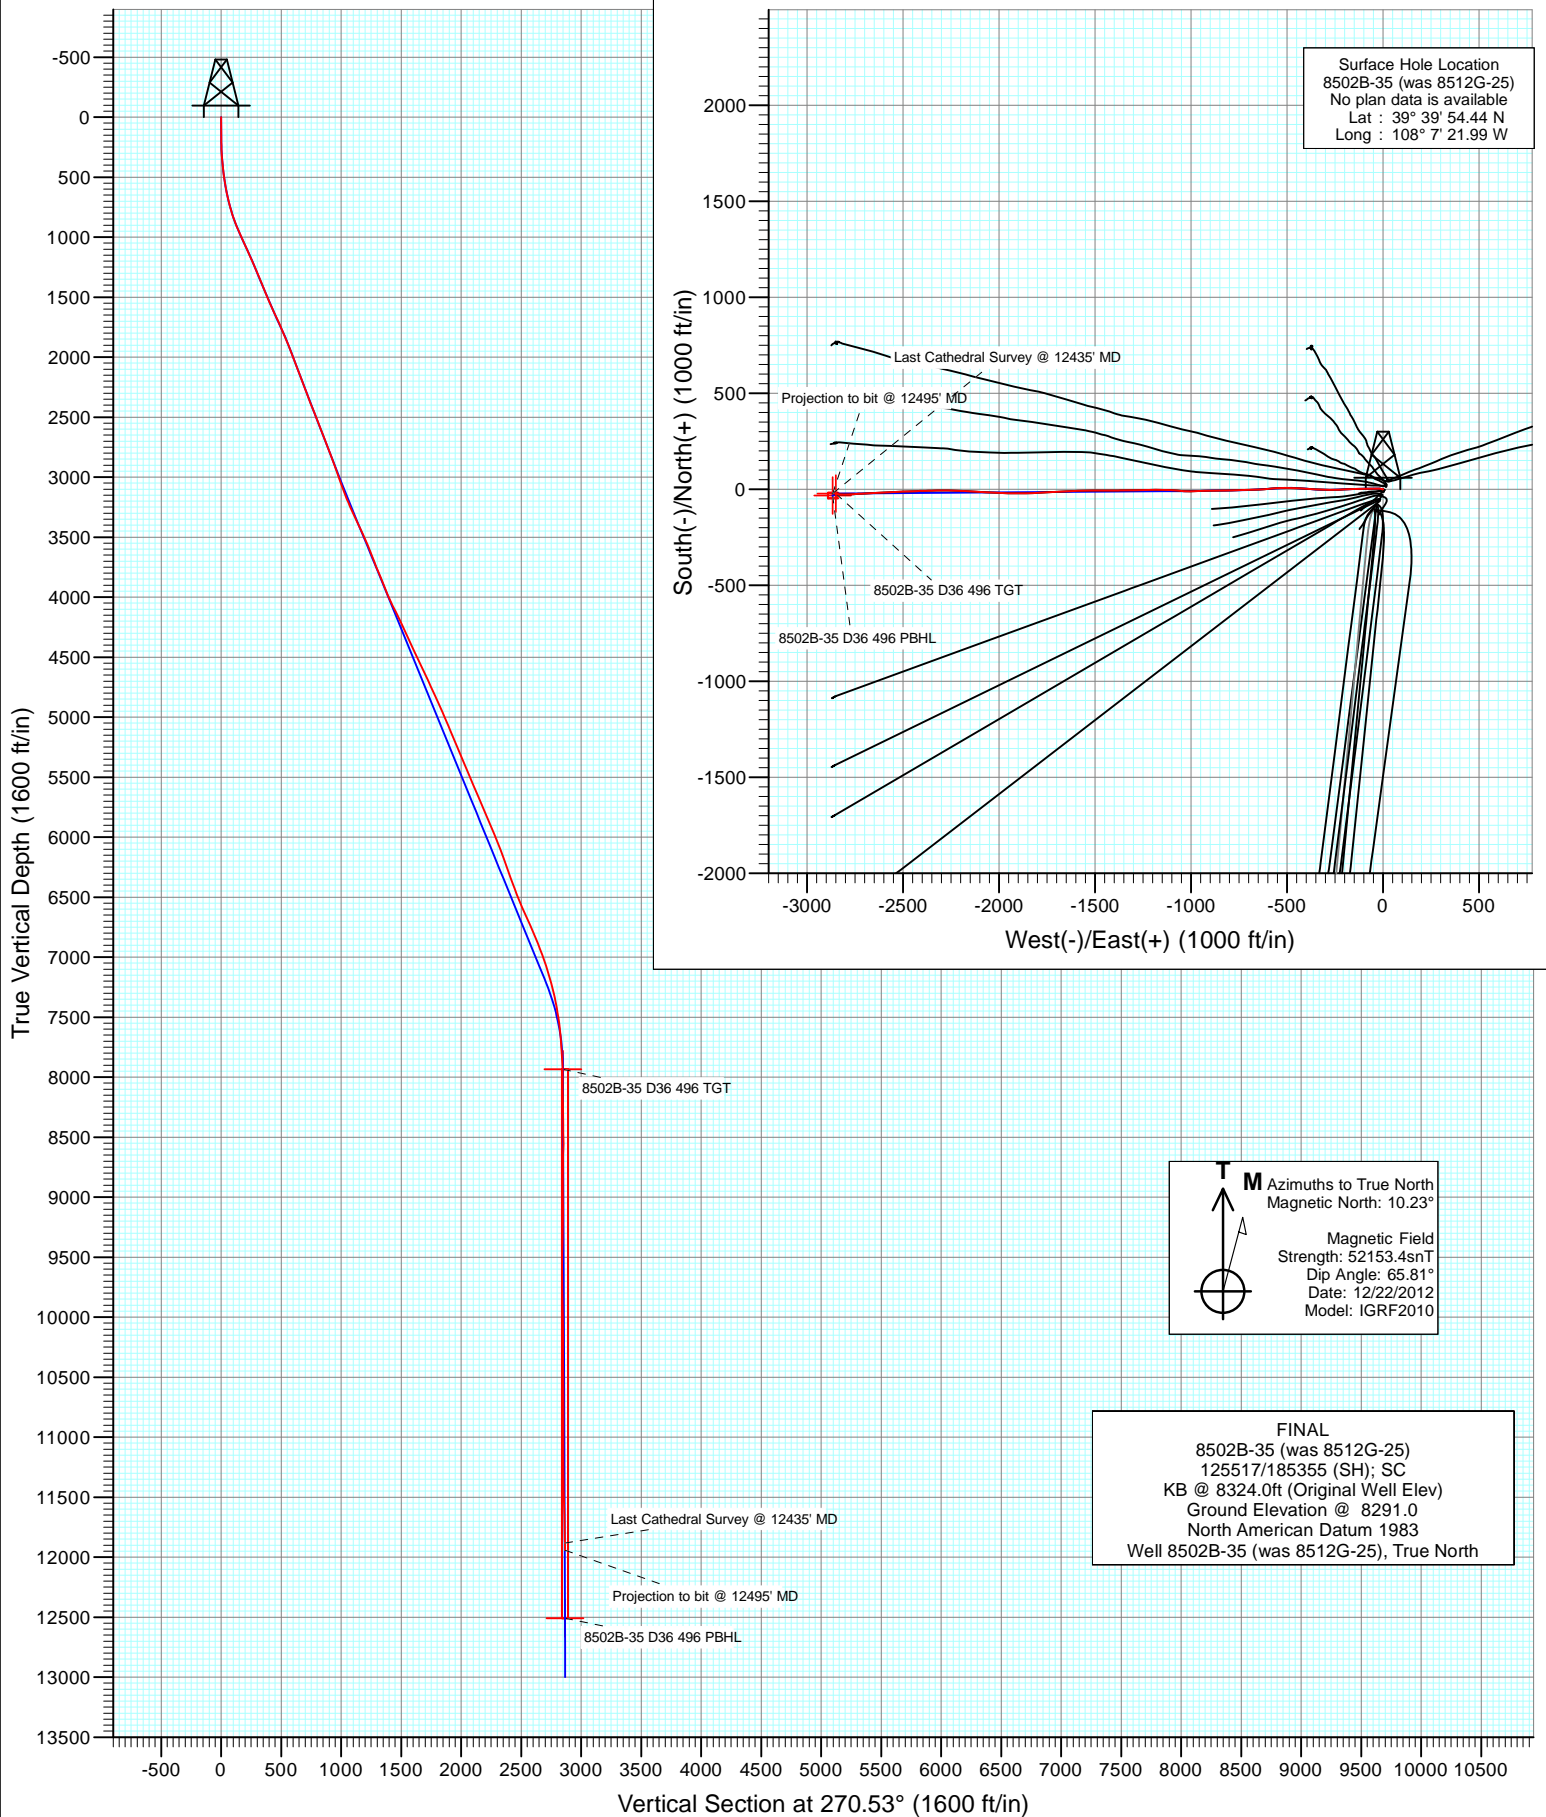 -500
0
500
1000
1500
2000
2500
3000
3500
4000
4500
5000
5500
6000
6500
7000
7500
8000
8500
9000
9500
10000
10500
11000
11500
12000
12500
13000
13500
True Vertical Depth (1600 ft/in)
-500 0 500 1000 1500 2000 2500 3000 3500 4000 4500 5000 5500 6000 6500 7000 7500 8000 8500 9000 9500 10000 10500
Vertical Section at 270.53° (1600 ft/in)
8502B-35 D36 496 TGT
Last Cathedral Survey @ 12435' MD
Projection to bit @ 12495' MD
8502B-35 D36 496 PBHL
2000
1500
1000
500
0
-500
-1000
-1500
-2000
South(-)/North(+) (1000 ft/in)
-3000 -2500 -2000 -1500 -1000 -500 0 500
West(-)/East(+) (1000 ft/in)
Last Cathedral Survey @ 12435' MD
Projection to bit @ 12495' MD
8502B-35 D36 496 TGT
8502B-35 D36 496 PBHL
Surface Hole Location
8502B-35 (was 8512G-25)
No plan data is available
Lat : 39° 39' 54.44 N
Long : 108° 7' 21.99 W
T
M
Azimuths to True North
Magnetic North: 10.23°
Magnetic Field
Strength: 52153.4snT
Dip Angle: 65.81°
Date: 12/22/2012
Model: IGRF2010
FINAL
8502B-35 (was 8512G-25)
125517/185355 (SH); SC
KB @ 8324.0ft (Original Well Elev)
Ground Elevation @ 8291.0
North American Datum 1983
Well 8502B-35 (was 8512G-25), True North